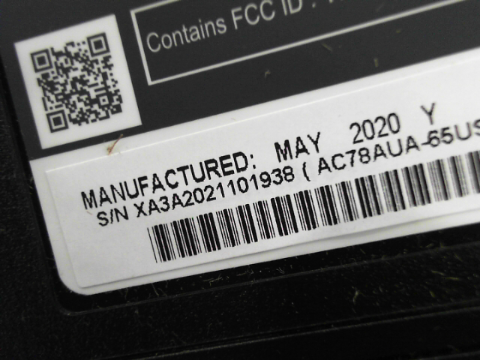 Contains FCC ID :
MANUFACTURED: MAY 2020 Y
S/N XA3A2021101938 ( AC78AUA-65US